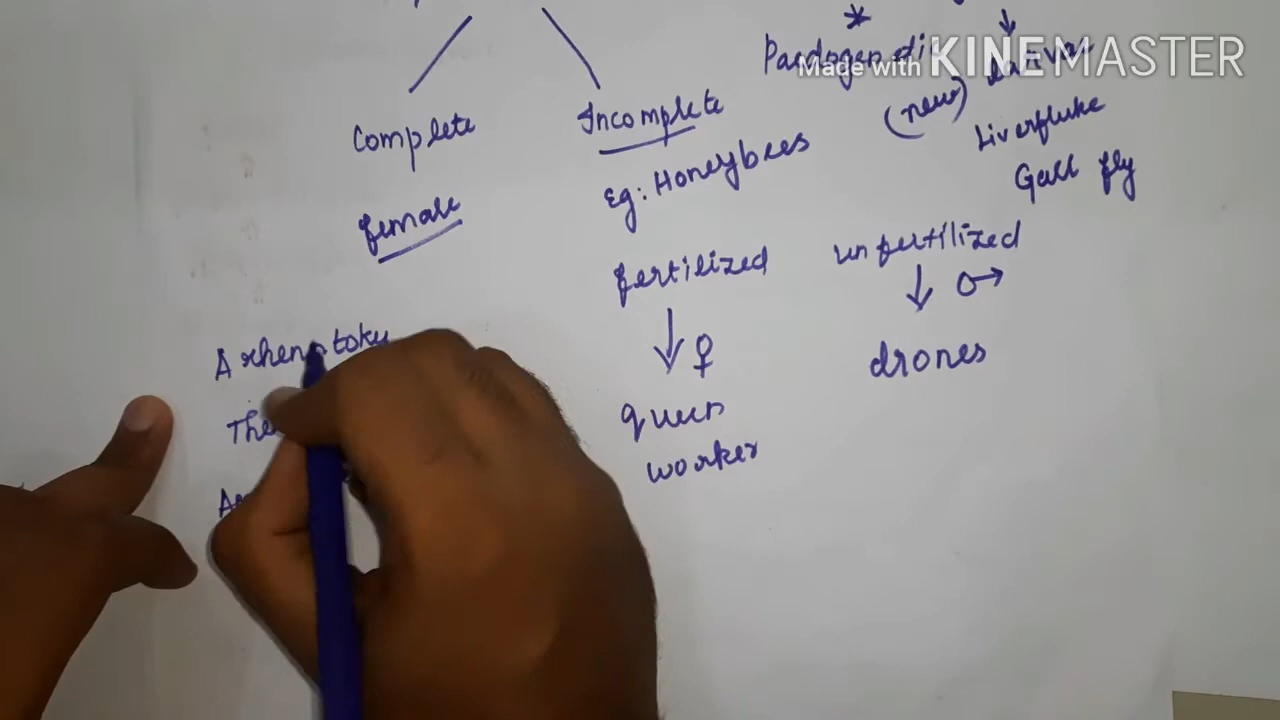 Made with KINEMASTER
Complete
female
Incomplete
Eg: Honeybees
fertilized
♀
queen
worker
unfertilized
drones
(new)
Liverfluke
Gall fly